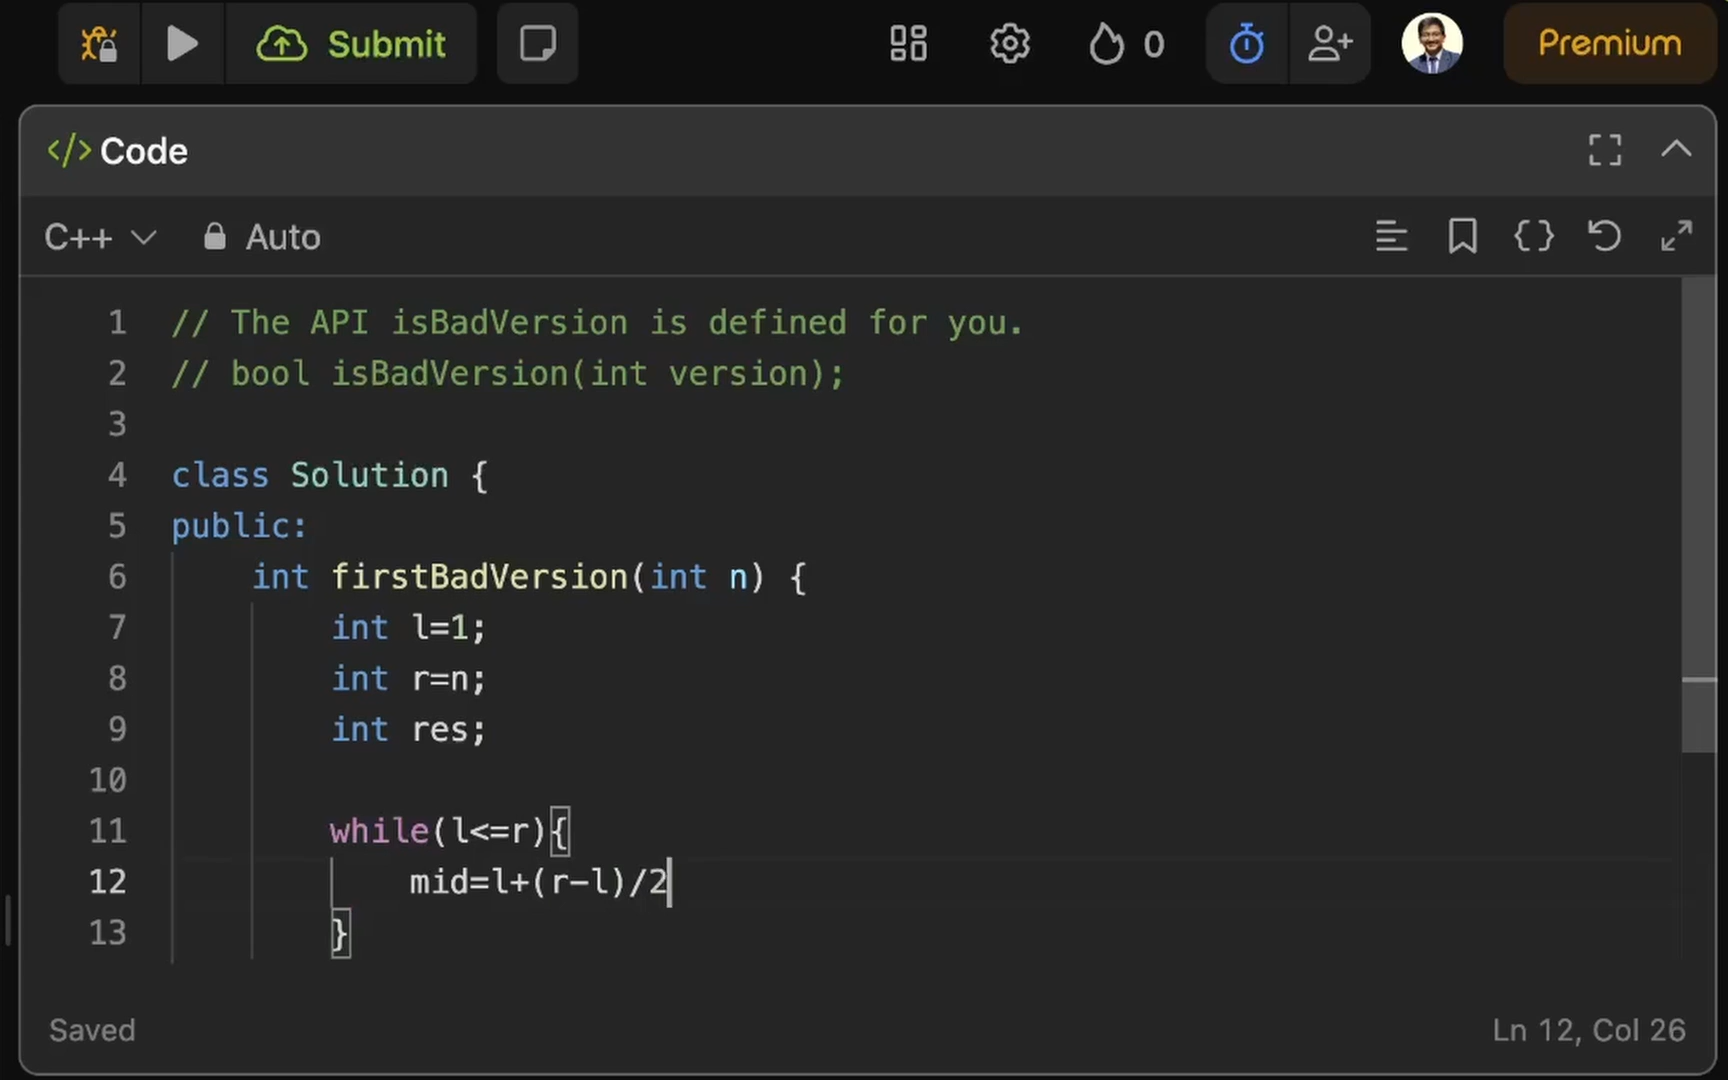 Submit 0 Premium
</> Code
C++ Auto
1 // The API isBadVersion is defined for you.
2 // bool isBadVersion(int version);
3
4 class Solution {
5 public:
6     int firstBadVersion(int n) {
7         int l=1;
8         int r=n;
9         int res;
10
11         while(l<=r){
12             mid=l+(r-l)/2
13         }
Saved Ln 12, Col 26